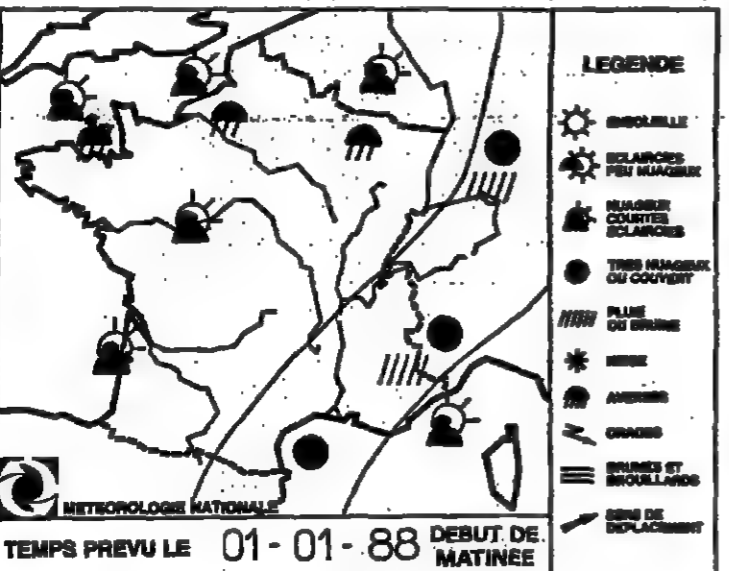 LEGENDE
ENSOLEILLE
ECLAIRCIES
PEU NUAGEUX
NUAGEUX
COURTES
ECLAIRCIES
TRES NUAGEUX
OU COUVERT
PLUIE
OU BRUINE
NEIGE
AVERSES
ORAGES
BRUMES ET
BROUILLARDS
SENS DE
DEPLACEMENT
METEOROLOGIE NATIONALE
TEMPS PREVU LE 01-01-88 DEBUT DE
MATINEE